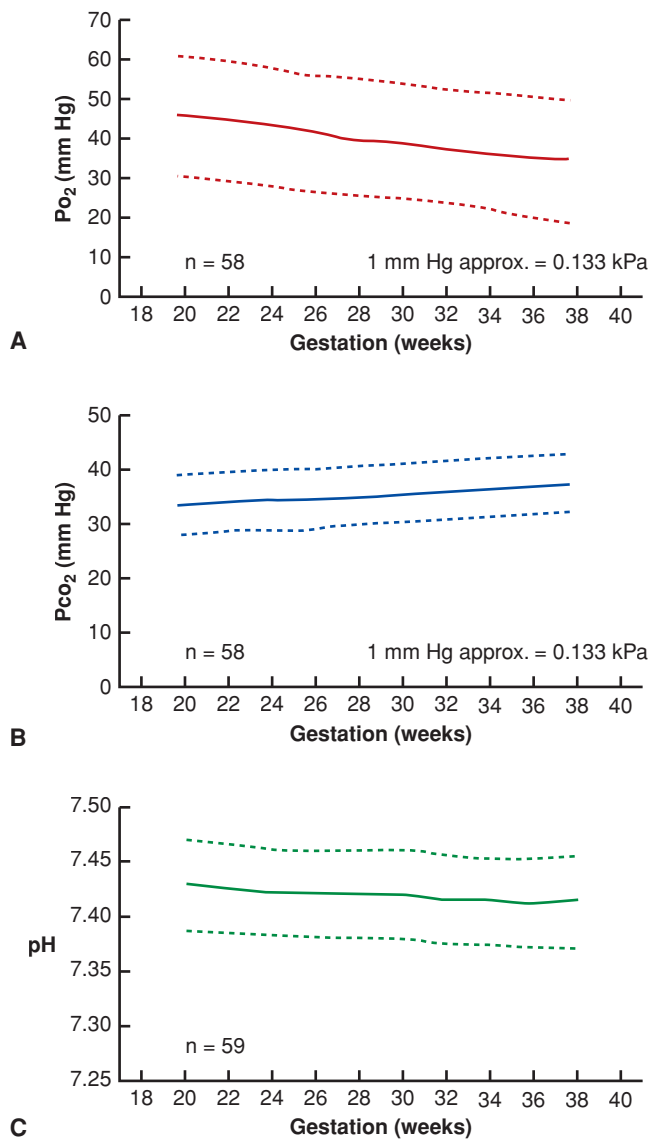 70
60
50
40
30
20
10
0
Po₂ (mm Hg)
n = 58 1 mm Hg approx. = 0.133 kPa
18 20 22 24 26 28 30 32 34 36 38 40
Gestation (weeks)
A
50
40
30
20
10
0
Pco₂ (mm Hg)
n = 58 1 mm Hg approx. = 0.133 kPa
18 20 22 24 26 28 30 32 34 36 38 40
Gestation (weeks)
B
7.50
7.45
7.40
7.35
7.30
7.25
pH
n = 59
18 20 22 24 26 28 30 32 34 36 38 40
Gestation (weeks)
C